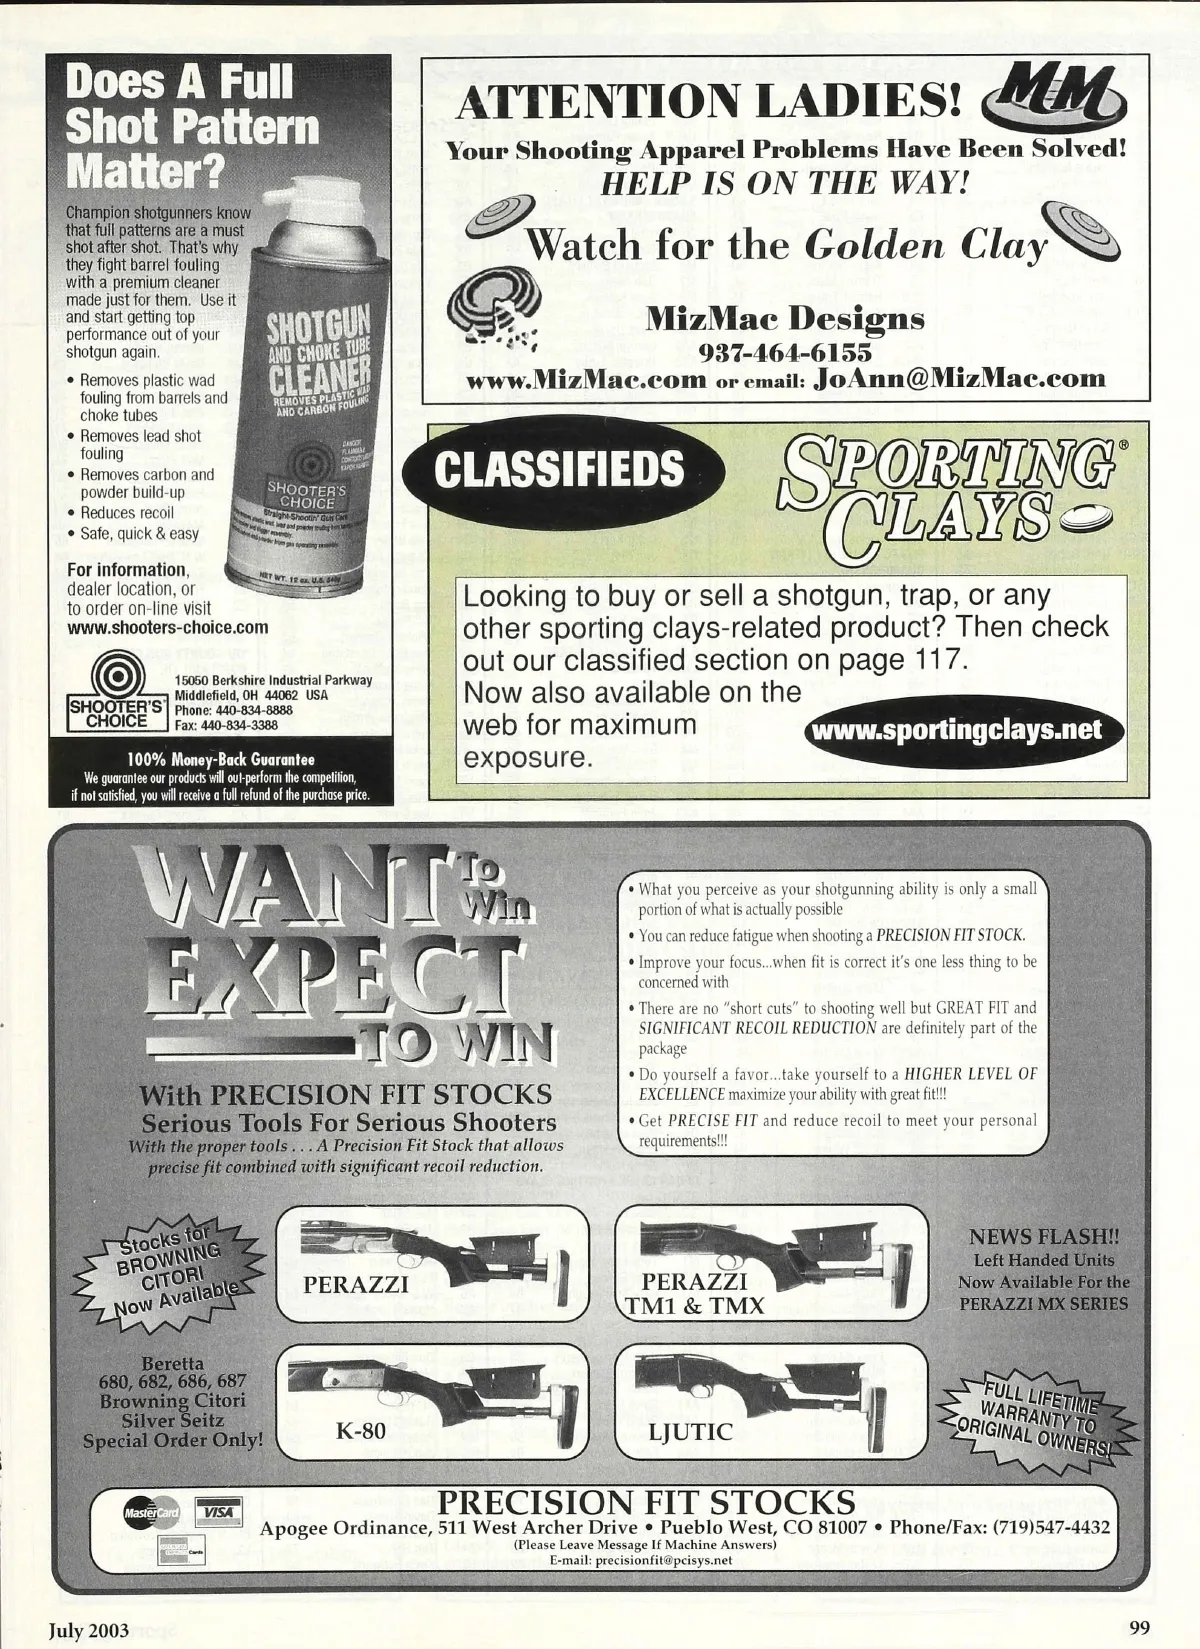 Does A Full
Shot Pattern
Matter?
Champion shotgunners know
that full patterns are a must
shot after shot. That's why
they fight barrel fouling
with a premium cleaner
made just for them. Use it
and start getting top
performance out of your
shotgun again.
• Removes plastic wad
fouling from barrels and
choke tubes
• Removes lead shot
fouling
• Removes carbon and
powder build-up
• Reduces recoil
• Safe, quick & easy
For information,
dealer location, or
to order on-line visit
www.shooters-choice.com
SHOTGUN
AND CHOKE TUBE
CLEANER
REMOVES PLASTIC WAD
AND CARBON FOULING
SHOOTER'S
CHOICE
Straight-Shootin' Gun Care
NET WT. 12 oz. U.S. 340g
SHOOTER'S
CHOICE
15050 Berkshire Industrial Parkway
Middlefield, OH 44062 USA
Phone: 440-834-8888
Fax: 440-834-3388
100% Money-Back Guarantee
We guarantee our products will out-perform the competition,
if not satisfied, you will receive a full refund of the purchase price.
ATTENTION LADIES!
MM
Your Shooting Apparel Problems Have Been Solved!
HELP IS ON THE WAY!
Watch for the Golden Clay
MizMac Designs
937-464-6155
www.MizMac.com or email: JoAnn@MizMac.com
CLASSIFIEDS
SPORTING®
CLAYS
Looking to buy or sell a shotgun, trap, or any
other sporting clays-related product? Then check
out our classified section on page 117.
Now also available on the
web for maximum
exposure.
www.sportingclays.net
WANT To
Win
EXPECT
TO WIN
With PRECISION FIT STOCKS
Serious Tools For Serious Shooters
With the proper tools . . . A Precision Fit Stock that allows
precise fit combined with significant recoil reduction.
• What you perceive as your shotgunning ability is only a small
portion of what is actually possible
• You can reduce fatigue when shooting a PRECISION FIT STOCK.
• Improve your focus...when fit is correct it's one less thing to be
concerned with
• There are no "short cuts" to shooting well but GREAT FIT and
SIGNIFICANT RECOIL REDUCTION are definitely part of the
package
• Do yourself a favor...take yourself to a HIGHER LEVEL OF
EXCELLENCE maximize your ability with great fit!!!
• Get PRECISE FIT and reduce recoil to meet your personal
requirements!!!
Stocks for
BROWNING
CITORI
Now Available
PERAZZI
PERAZZI
TM1 & TMX
NEWS FLASH!!
Left Handed Units
Now Available For the
PERAZZI MX SERIES
Beretta
680, 682, 686, 687
Browning Citori
Silver Seitz
Special Order Only!
K-80
LJUTIC
FULL LIFETIME
WARRANTY TO
ORIGINAL OWNERS!
MasterCard
VISA
Cards
PRECISION FIT STOCKS
Apogee Ordinance, 511 West Archer Drive • Pueblo West, CO 81007 • Phone/Fax: (719)547-4432
(Please Leave Message If Machine Answers)
E-mail: precisionfit@pcisys.net
July 2003
99